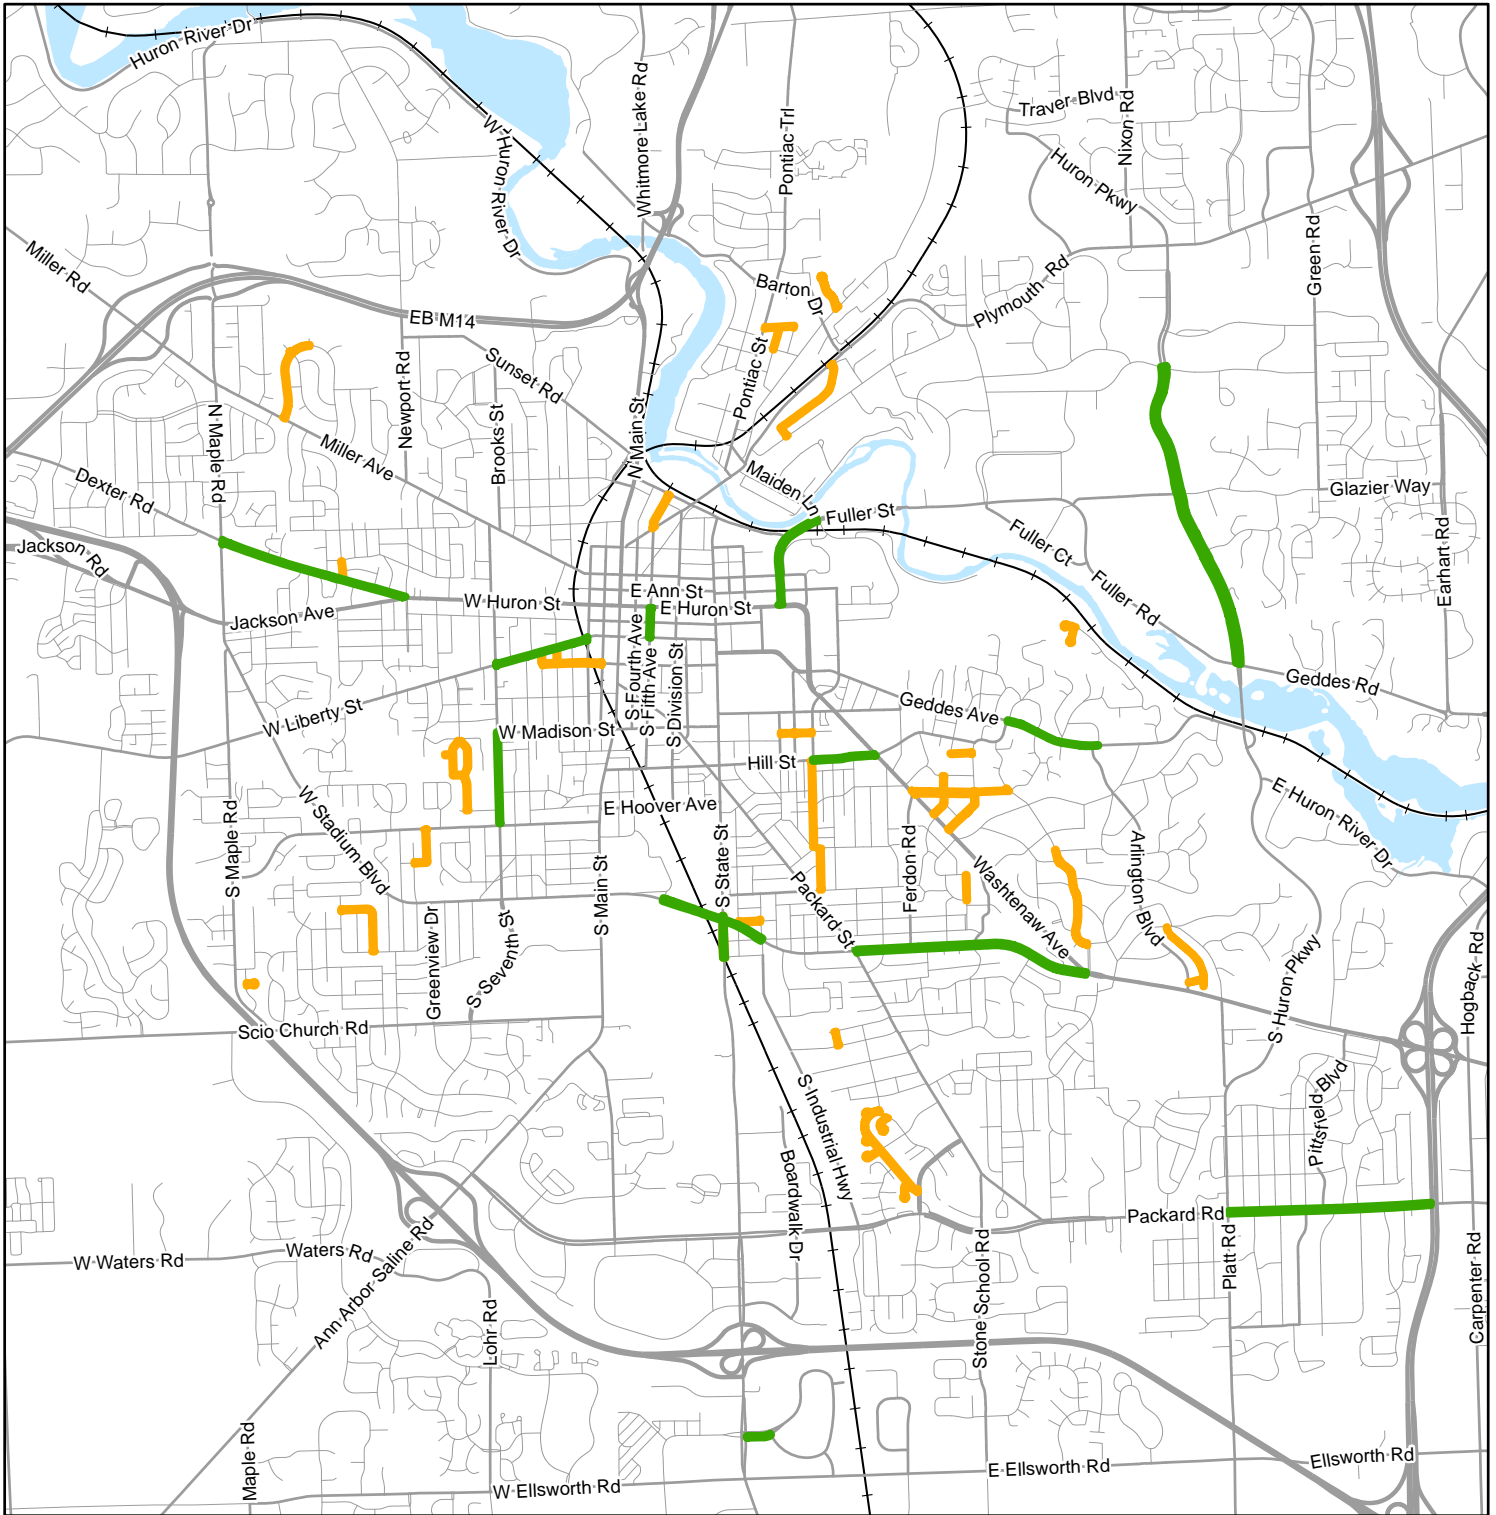 Huron River Dr
W Huron River Dr
Whitmore Lake Rd
Pontiac Trl
Traver Blvd
Nixon Rd
Huron Pkwy
Green Rd
Miller Rd
Plymouth Rd
Barton Dr
EB M14
Sunset Rd
Newport Rd
Pontiac St
N Maple Rd
Brooks St
N Main St
Miller Ave
Dexter Rd
Maiden Ln
Fuller St
Glazier Way
Jackson Rd
Fuller Ct
Earhart Rd
Fuller Rd
E Ann St
W Huron St
E Huron St
Jackson Ave
S Fourth Ave
S Fifth Ave
S Division St
Geddes Rd
Geddes Ave
W Liberty St
W Madison St
Hill St
E Hoover Ave
E Huron River Dr
W Stadium Blvd
S Maple Rd
S State St
Ferdon Rd
Arlington Blvd
Washtenaw Ave
Packard St
S Main St
Greenview Dr
S Seventh St
S Huron Pkwy
Hogback Rd
Scio Church Rd
S Industrial Hwy
Pittsfield Blvd
Boardwalk Dr
Packard Rd
Platt Rd
Stone School Rd
W Waters Rd
Waters Rd
Ann Arbor Saline Rd
Lohr Rd
Carpenter Rd
Maple Rd
W Ellsworth Rd
E Ellsworth Rd
Ellsworth Rd